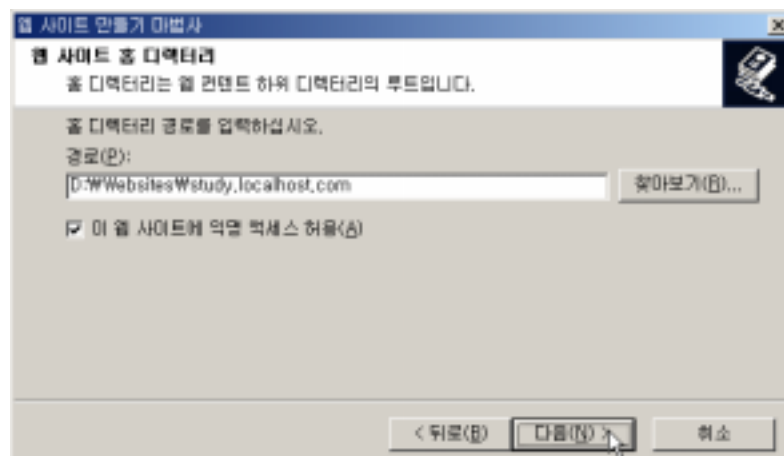 웹 사이트 만들기 마법사
웹 사이트 홈 디렉터리
홈 디렉터리는 웹 컨텐트 하위 디렉터리의 루트입니다.
홈 디렉터리 경로를 입력하십시오.
경로(P):
D:₩Websites₩study.localhost.com
찾아보기(R)...
이 웹 사이트에 익명 액세스 허용(A)
< 뒤로(B)
다음(N) >
취소